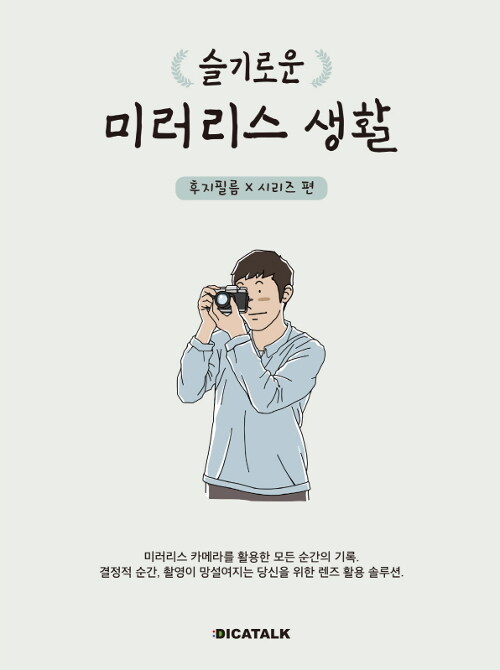 슬기로운
미러리스 생활
후지필름 X 시리즈 편
미러리스 카메라를 활용한 모든 순간의 기록.
결정적 순간, 촬영이 망설여지는 당신을 위한 렌즈 활용 솔루션.
:DICATALK